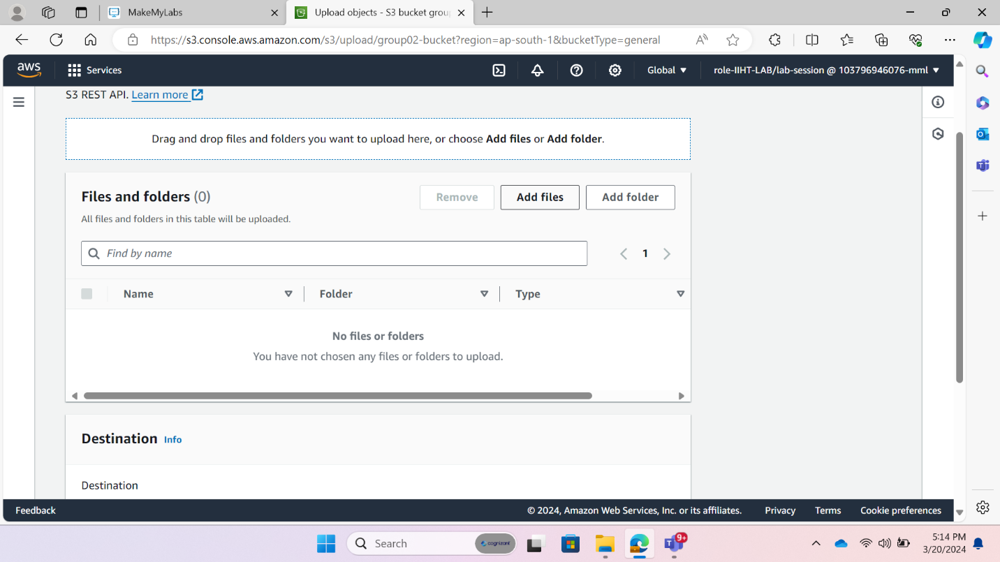 MakeMyLabs
Upload objects - S3 bucket grou
https://s3.console.aws.amazon.com/s3/upload/group02-bucket?region=ap-south-1&bucketType=general
aws
Services
Global
role-IIHT-LAB/lab-session @ 103796946076-mml
S3 REST API. Learn more
Drag and drop files and folders you want to upload here, or choose Add files or Add folder.
Files and folders (0)
Remove
Add files
Add folder
All files and folders in this table will be uploaded.
Find by name
1
Name
Folder
Type
No files or folders
You have not chosen any files or folders to upload.
Destination Info
Destination
Feedback
© 2024, Amazon Web Services, Inc. or its affiliates.
Privacy
Terms
Cookie preferences
Search
cognizant
9+
5:14 PM
3/20/2024